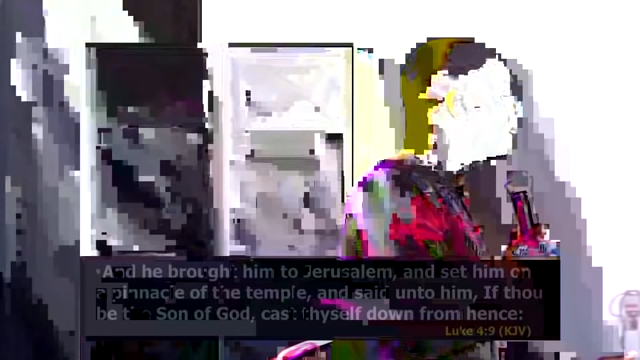 "And he brought him to Jerusalem, and set him on
a pinnacle of the temple, and said unto him, If thou
be the Son of God, cast thyself down from hence:
Luke 4:9 (KJV)